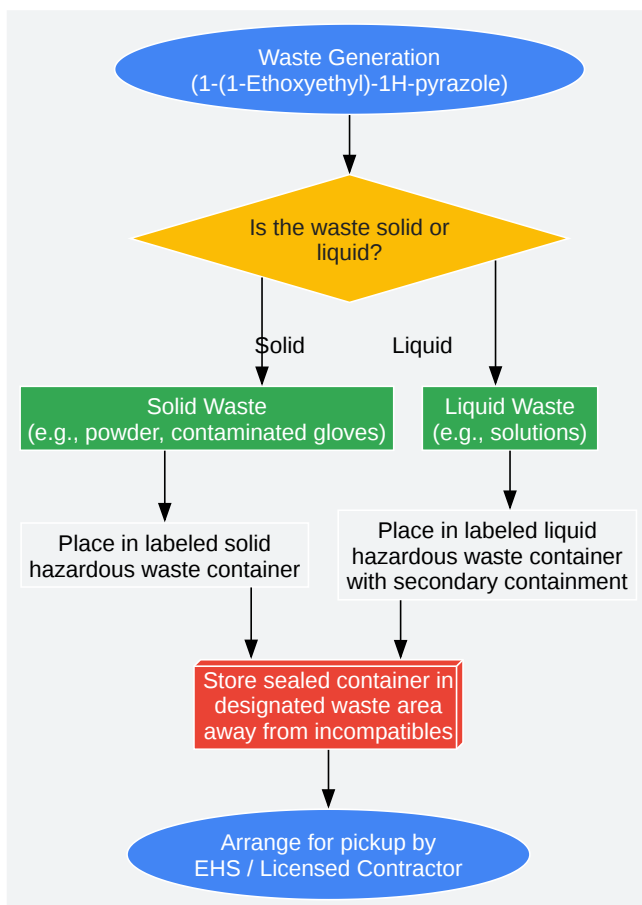 Waste Generation
(1-(1-Ethoxyethyl)-1H-pyrazole)
Is the waste solid or
liquid?
Solid
Liquid
Solid Waste
(e.g., powder, contaminated gloves)
Liquid Waste
(e.g., solutions)
Place in labeled solid
hazardous waste container
Place in labeled liquid
hazardous waste container
with secondary containment
Store sealed container in
designated waste area
away from incompatibles
Arrange for pickup by
EHS / Licensed Contractor